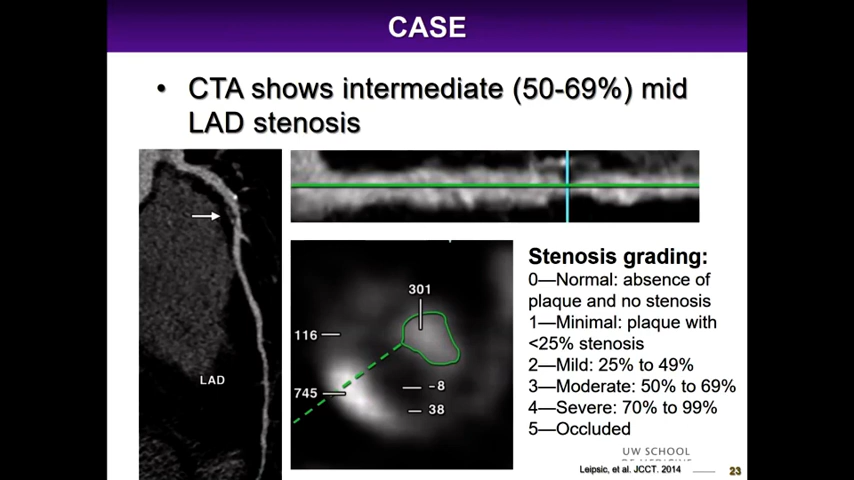 CASE
• CTA shows intermediate (50-69%) mid
LAD stenosis
LAD
301
116
745
-8
38
Stenosis grading:
0—Normal: absence of
plaque and no stenosis
1—Minimal: plaque with
<25% stenosis
2—Mild: 25% to 49%
3—Moderate: 50% to 69%
4—Severe: 70% to 99%
5—Occluded
UW SCHOOL
Leipsic, et al. JCCT. 2014
23